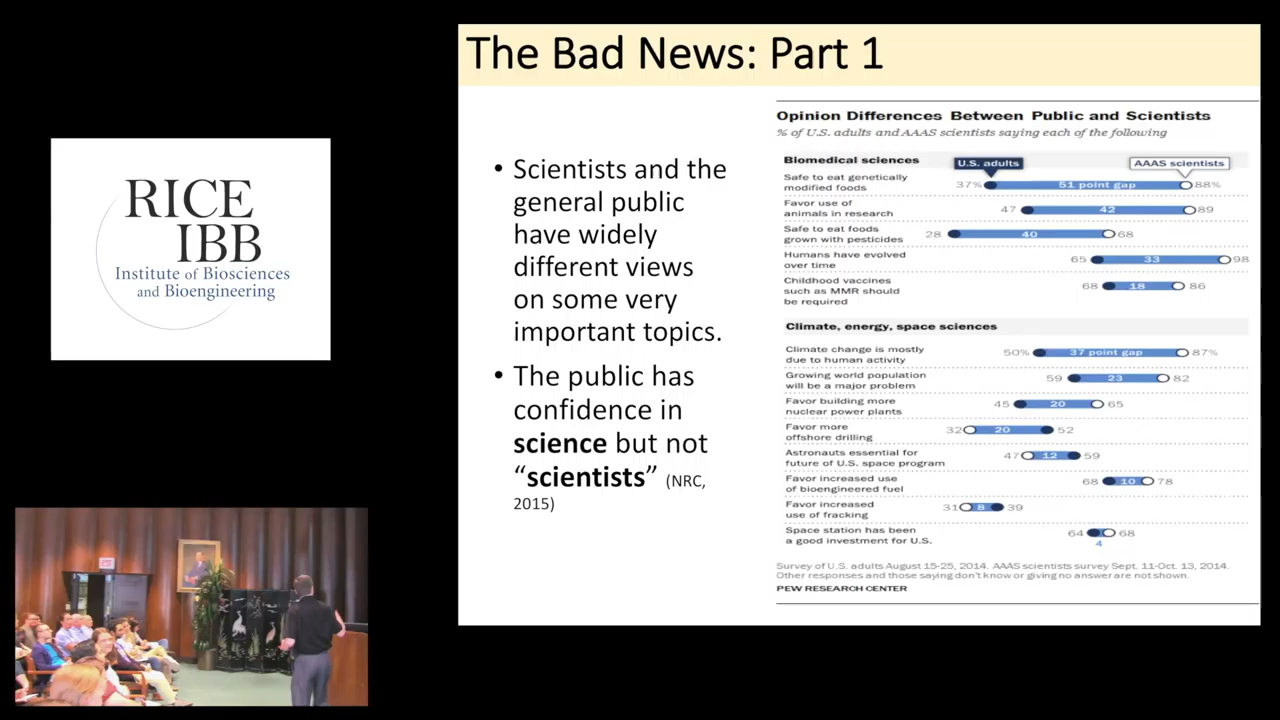 The Bad News: Part 1
RICE
IBB
Institute of Biosciences
and Bioengineering
• Scientists and the
general public
have widely
different views
on some very
important topics.
• The public has
confidence in
science but not
“scientists” (NRC,
2015)
Opinion Differences Between Public and Scientists
% of U.S. adults and AAAS scientists saying each of the following
Biomedical sciences
U.S. adults
AAAS scientists
Safe to eat genetically
modified foods
37% 51 point gap 88%
Favor use of
animals in research
47 42 89
Safe to eat foods
grown with pesticides
28 40 68
Humans have evolved
over time
65 33 98
Childhood vaccines
such as MMR should
be required
68 18 86
Climate, energy, space sciences
Climate change is mostly
due to human activity
50% 37 point gap 87%
Growing world population
will be a major problem
59 23 82
Favor building more
nuclear power plants
45 20 65
Favor more
offshore drilling
32 20 52
Astronauts essential for
future of U.S. space program
47 12 59
Favor increased use
of bioengineered fuel
68 10 78
Favor increased
use of fracking
31 8 39
Space station has been
a good investment for U.S.
64 68
4
Survey of U.S. adults August 15-25, 2014. AAAS scientists survey Sept. 11-Oct. 13, 2014.
Other responses and those saying don't know or giving no answer are not shown.
PEW RESEARCH CENTER